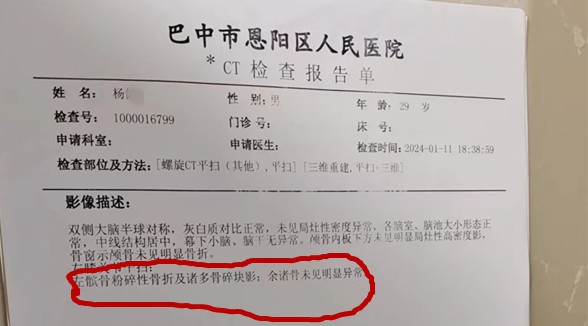 巴中市恩阳区人民医院
*CT检查报告单
姓 名：杨 性 别：男 年 龄：29 岁
检查号：1000016799 门诊号： 床 号：
申请科室： 申请医生： 检查时间：2024-01-11 18:38:59
检查部位及方法：[螺旋CT平扫（其他），平扫] [三维重建，平扫+三维]
影像描述：
双侧大脑半球对称，灰白质对比正常，未见局灶性密度异常，各脑室、脑池大小形态正
常，中线结构居中，幕下小脑、脑干无异常。颅骨内板下方未见明显局灶性高密度影，
骨窗示颅骨未见明显骨折。
左膝关节平扫：
左髌骨粉碎性骨折及诸多骨碎块影；余诸骨未见明显异常